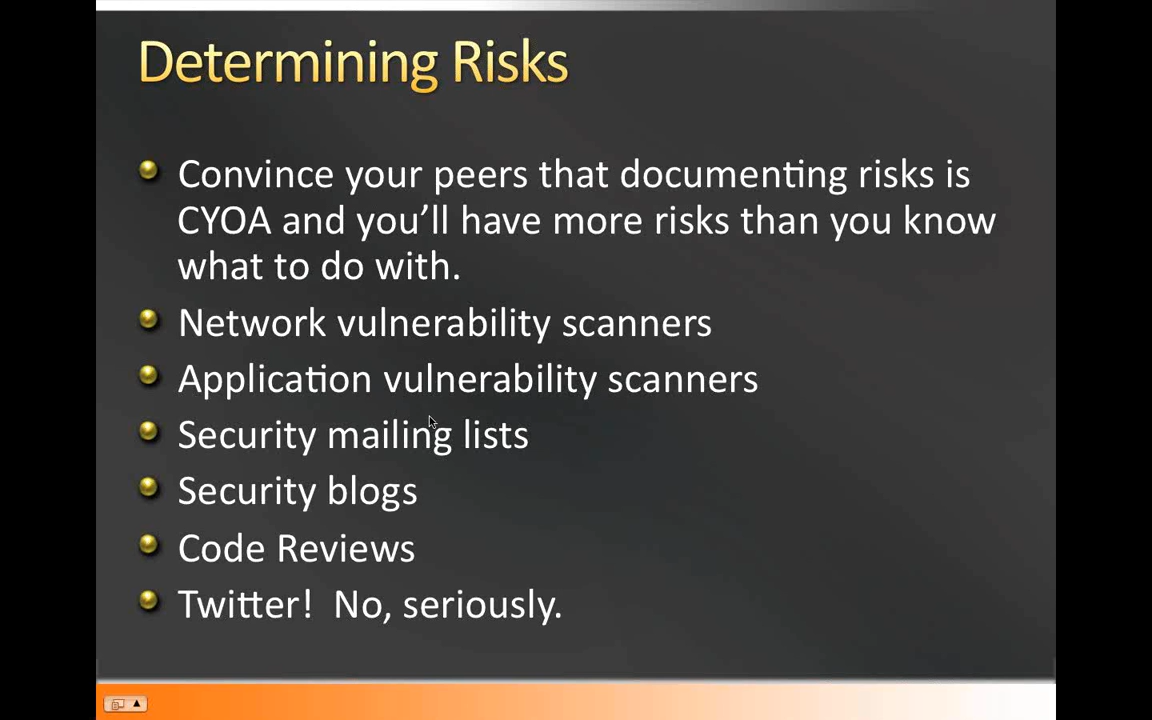 Determining Risks
Convince your peers that documenting risks is
CYOA and you’ll have more risks than you know
what to do with.
Network vulnerability scanners
Application vulnerability scanners
Security mailing lists
Security blogs
Code Reviews
Twitter!  No, seriously.